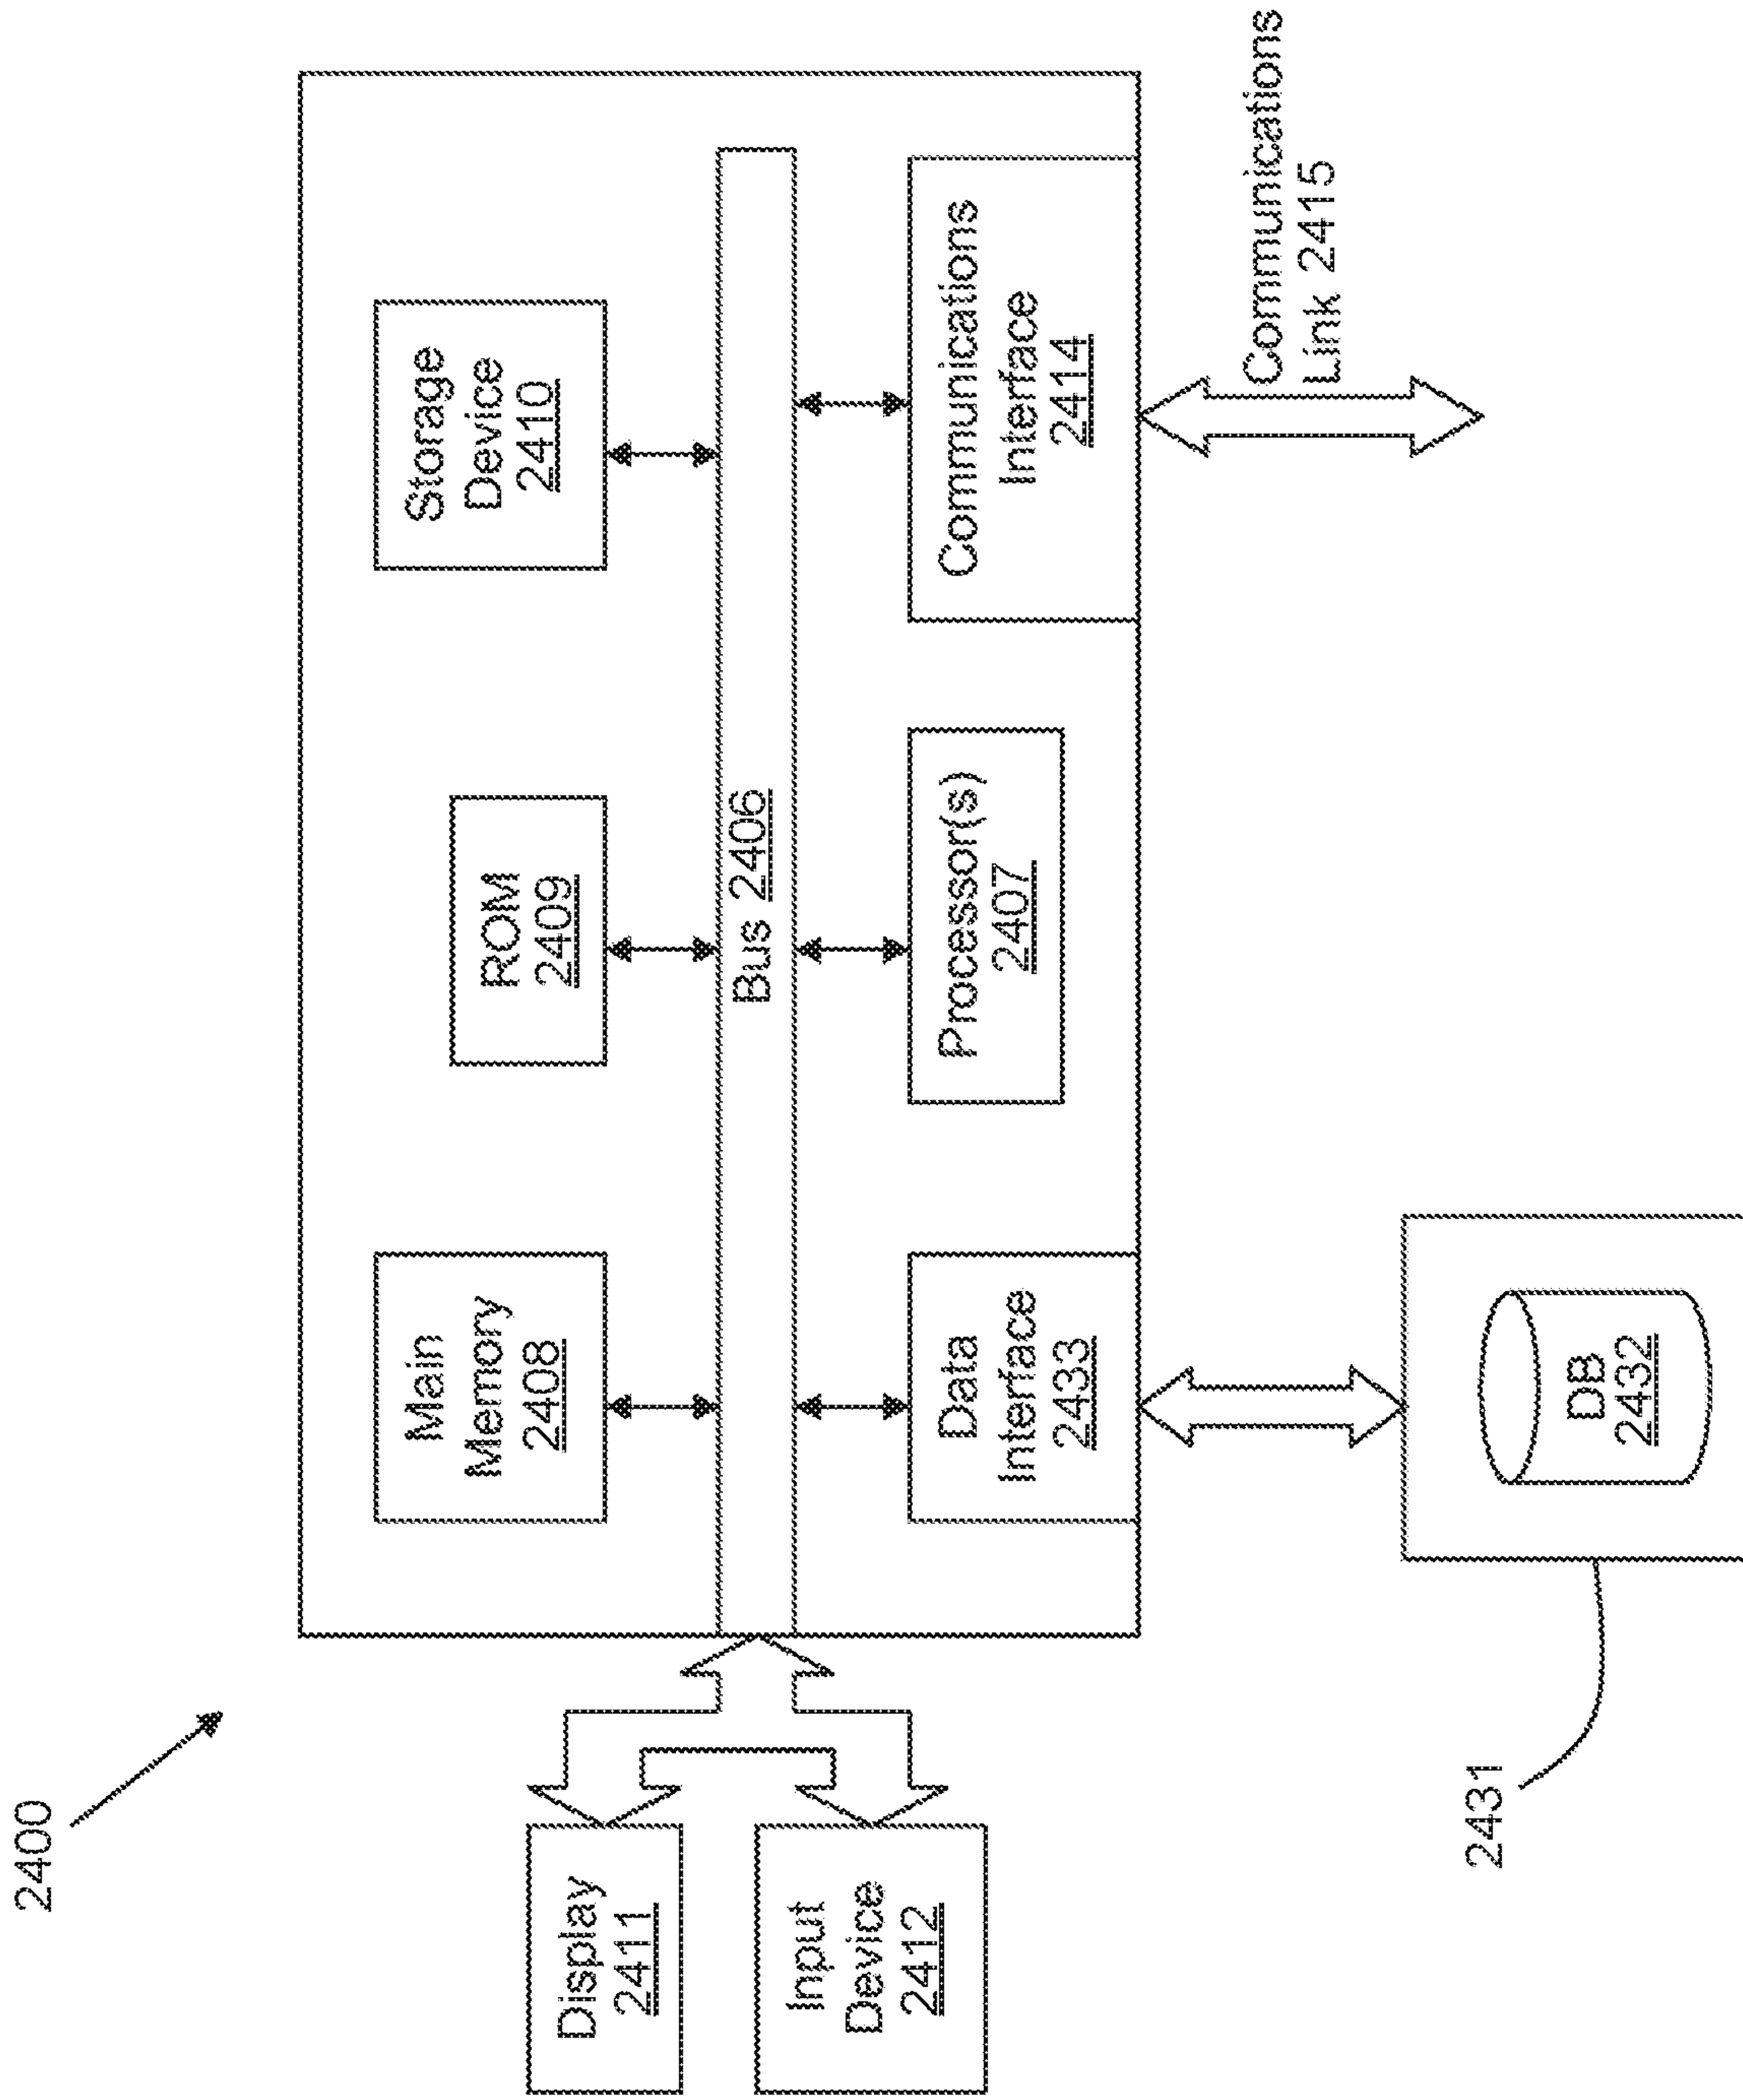 2400
Main
Memory
2408
ROM
2409
Storage
Device
2410
Display
2411
Bus 2406
Input
Device
2412
Data
Interface
2433
Processor(s)
2407
Communications
Interface
2414
Communications
Link 2415
2431
DB
2432